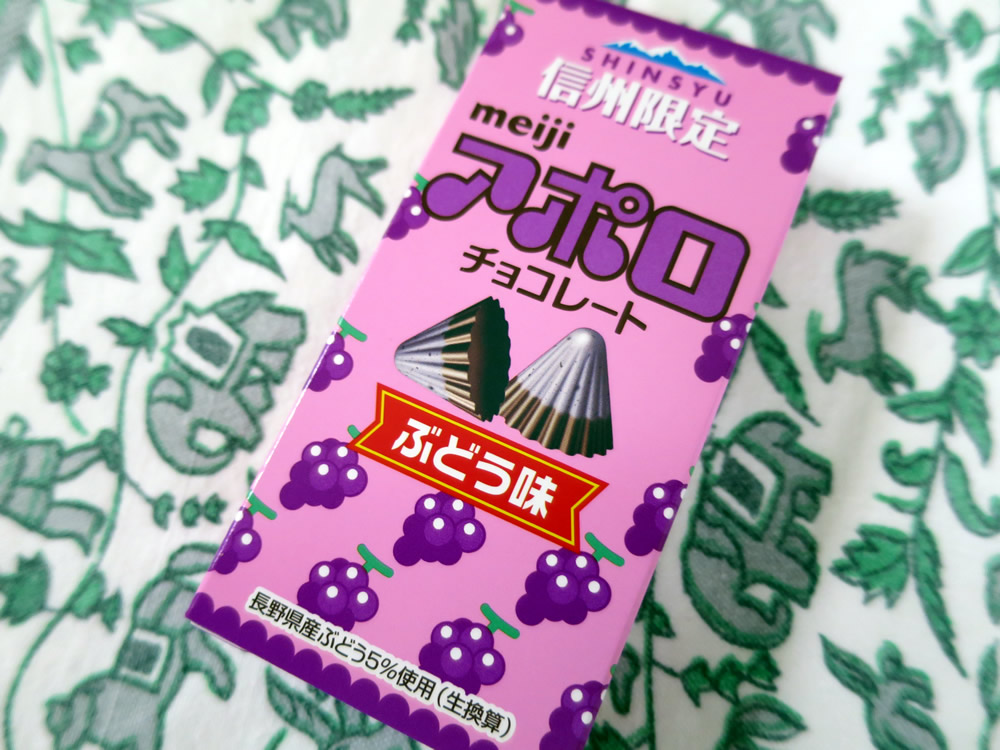 SHINSYU
信州限定
meiji
アポロ
チョコレート
ぶどう味
長野県産ぶどう5%使用(生換算)